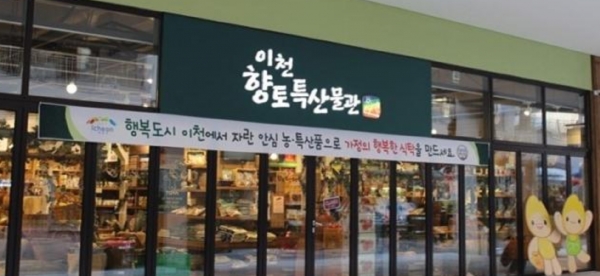 이천
향토특산물관
행복도시 이천에서 자란 안심 농·특산품으로 가정의 행복한 식탁을 만드세요